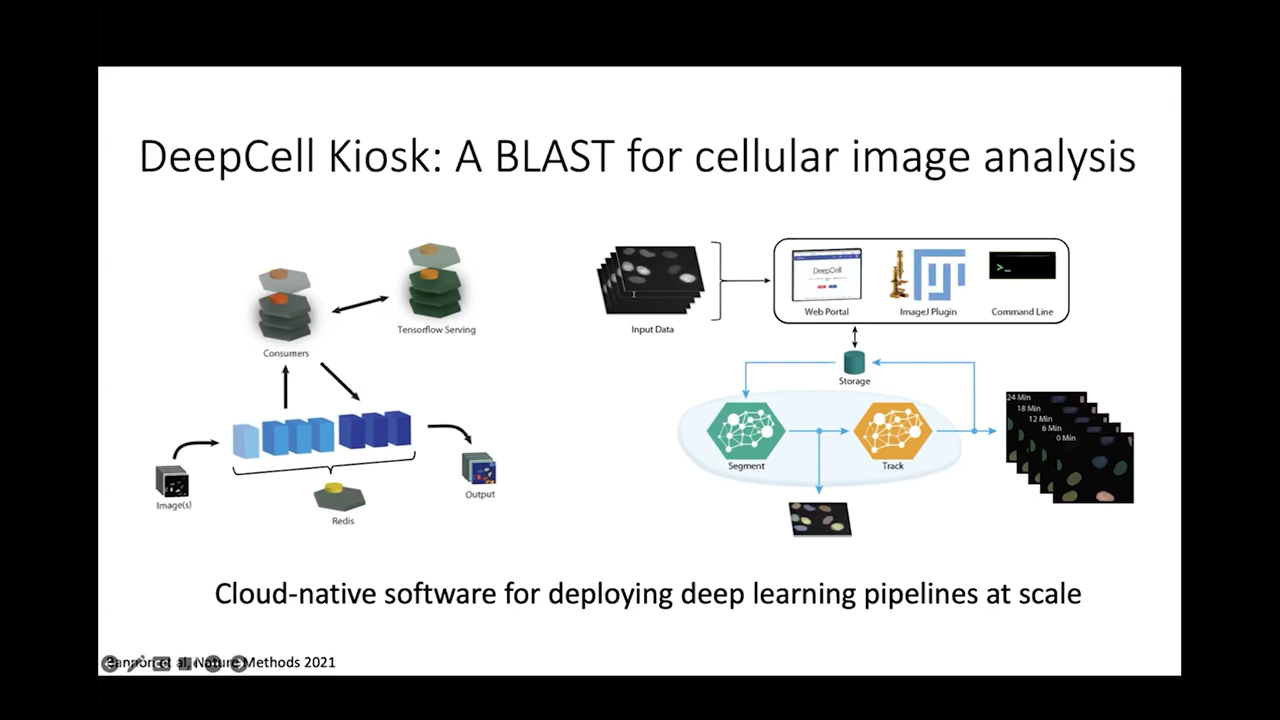 DeepCell Kiosk: A BLAST for cellular image analysis
Consumers
Tensorflow Serving
Image(s)
Redis
Output
Input Data
DeepCell
Web Portal
ImageJ Plugin
>_
Command Line
Storage
Segment
Track
24 Min
18 Min
12 Min
6 Min
0 Min
Cloud-native software for deploying deep learning pipelines at scale
et al, Nature Methods 2021